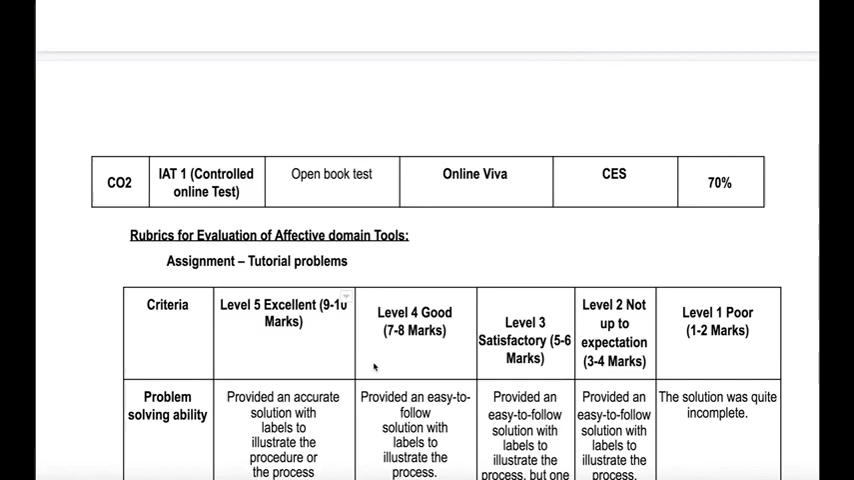 CO2
IAT 1 (Controlled
online Test)
Open book test
Online Viva
CES
70%
Rubrics for Evaluation of Affective domain Tools:
Assignment – Tutorial problems
Criteria
Level 5 Excellent (9-10
Marks)
Level 4 Good
(7-8 Marks)
Level 3
Satisfactory (5-6
Marks)
Level 2 Not
up to
expectation
(3-4 Marks)
Level 1 Poor
(1-2 Marks)
Problem
solving ability
Provided an accurate
solution with
labels to
illustrate the
procedure or
the process
Provided an easy-to-
follow
solution with
labels to
illustrate the
process.
Provided an
easy-to-follow
solution with
labels to
illustrate the
process, but one
Provided an
easy-to-follow
solution with
labels to
illustrate the
process.
The solution was quite
incomplete.